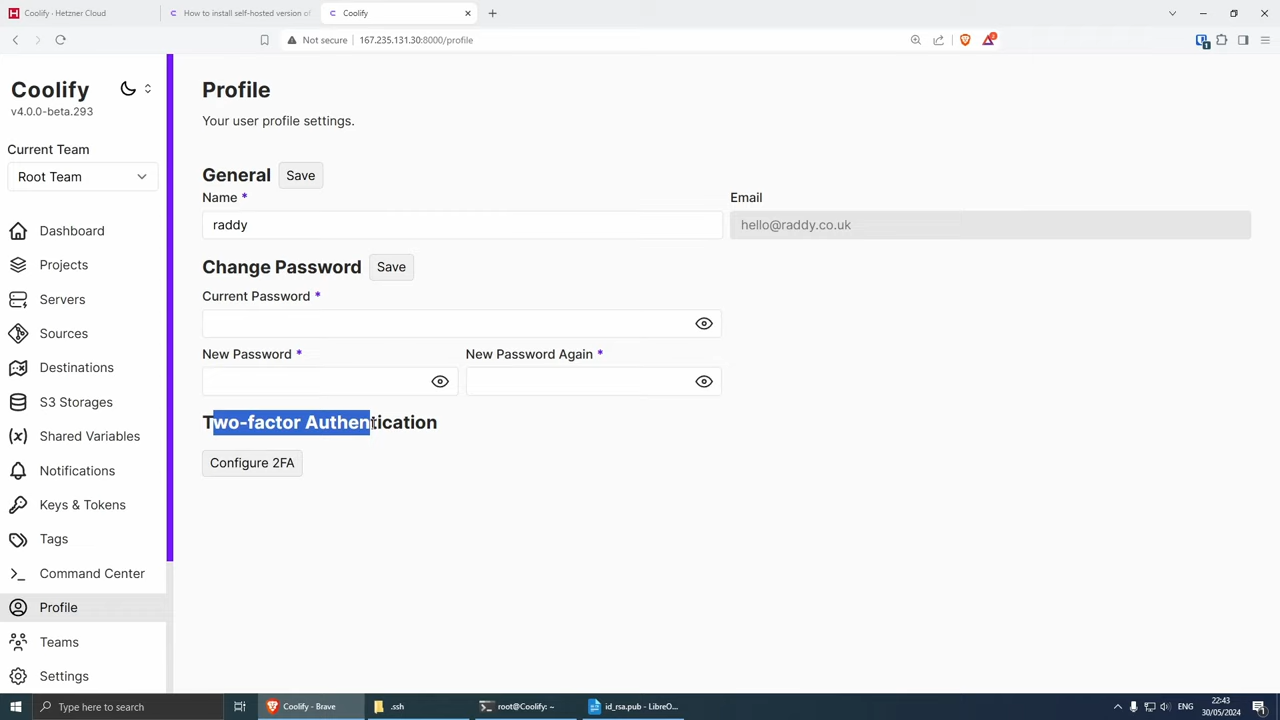 Coolify · Hetzner Cloud
How to install self-hosted version of
Coolify
Not secure
167.235.131.30:8000/profile
Coolify
v4.0.0-beta.293
Current Team
Root Team
Dashboard
Projects
Servers
Sources
Destinations
S3 Storages
Shared Variables
Notifications
Keys & Tokens
Tags
Command Center
Profile
Teams
Settings
Profile
Your user profile settings.
General Save
Name * Email
raddy hello@raddy.co.uk
Change Password Save
Current Password *
New Password * New Password Again *
Two-factor Authentication
Configure 2FA
Type here to search
Coolify - Brave
.ssh
root@Coolify: ~
id_rsa.pub - LibreO...
ENG
22:43
30/05/2024